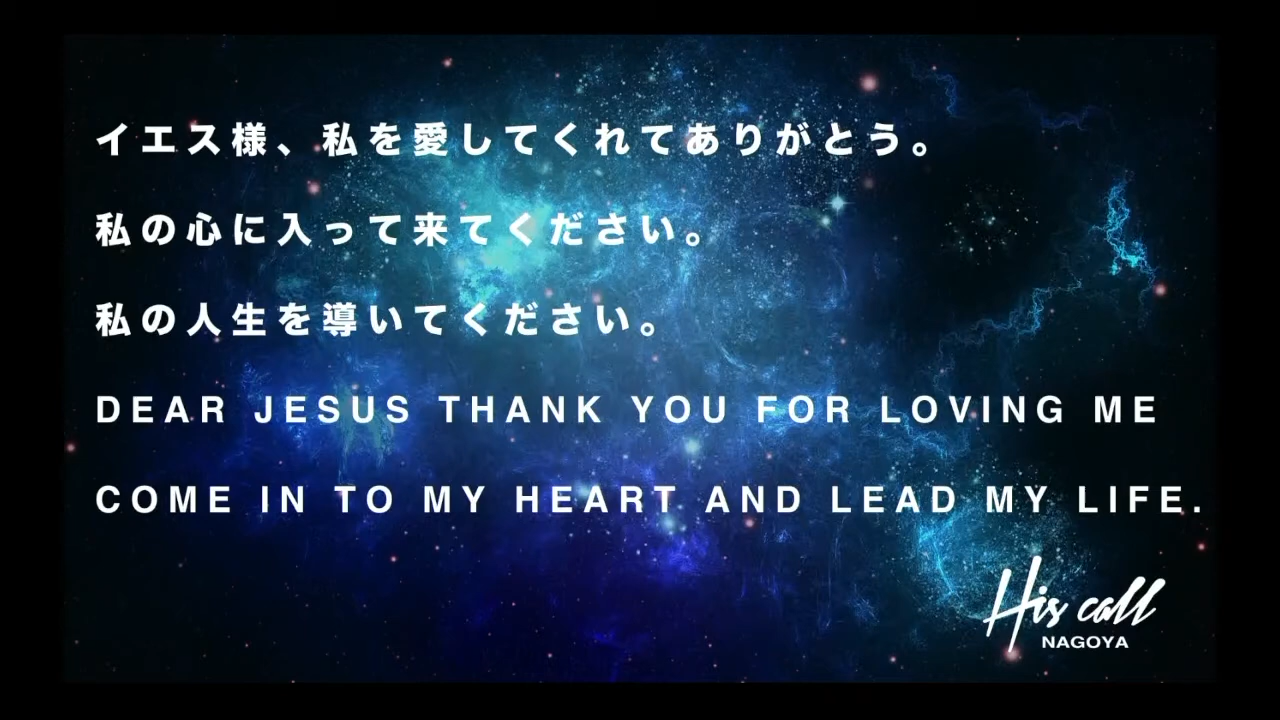 イエス様、私を愛してくれてありがとう。
私の心に入って来てください。
私の人生を導いてください。
DEAR JESUS THANK YOU FOR LOVING ME
COME IN TO MY HEART AND LEAD MY LIFE.
His call
NAGOYA